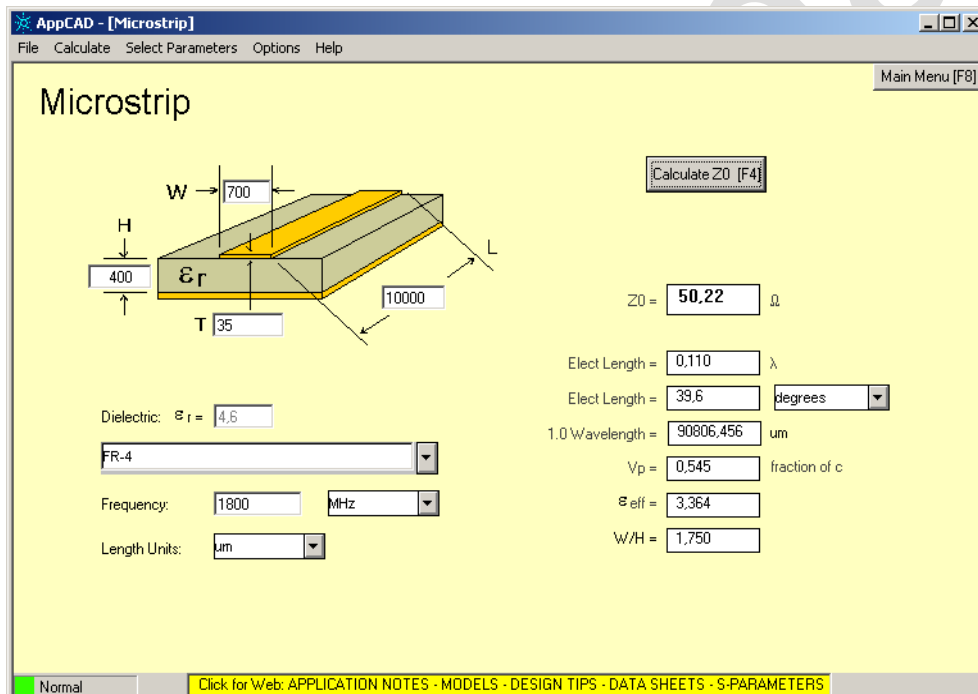 AppCAD - [Microstrip]
File Calculate Select Parameters Options Help
Main Menu [F8]
Microstrip
Calculate Z0 [F4]
W 700
H
400
εr
L
10000
T 35
Z0 = 50,22 Ω
Elect Length = 0,110 λ
Elect Length = 39,6 degrees
1.0 Wavelength = 90806,456 um
Vp = 0,545 fraction of c
ε eff = 3,364
W/H = 1,750
Dielectric: ε r = 4,6
FR-4
Frequency: 1800 MHz
Length Units: um
Normal
Click for Web: APPLICATION NOTES - MODELS - DESIGN TIPS - DATA SHEETS - S-PARAMETERS